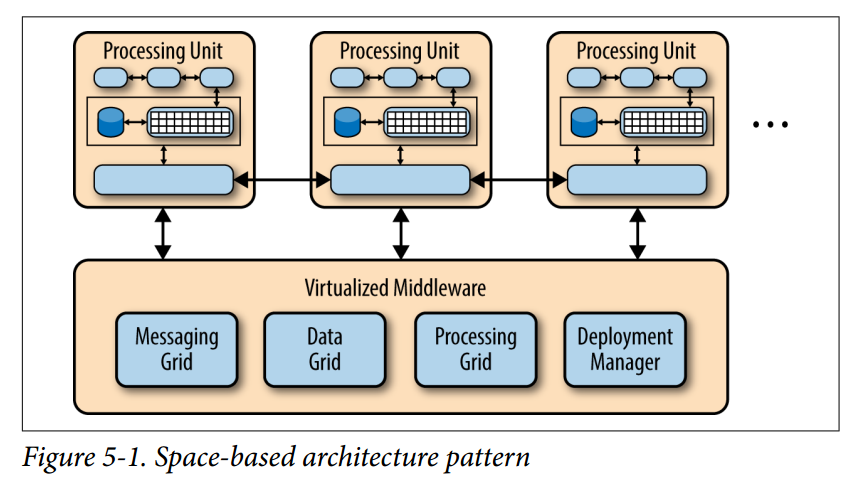 Processing Unit
Processing Unit
Processing Unit
...
Virtualized Middleware
Messaging
Grid
Data
Grid
Processing
Grid
Deployment
Manager
Figure 5-1. Space-based architecture pattern